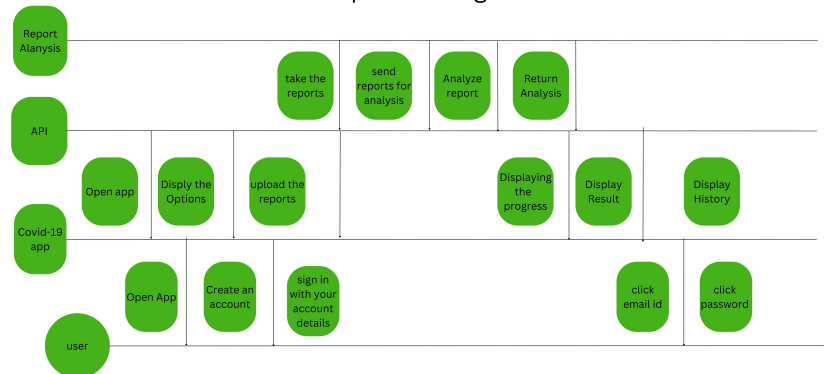 Report
Alanysis
take the
reports
send
reports for
analysis
Analyze
report
Return
Analysis
API
Open app
Disply the
Options
upload the
reports
Displaying
the
progress
Display
Result
Display
History
Covid-19
app
Open App
Create an
account
sign in
with your
account
details
click
email id
click
password
user